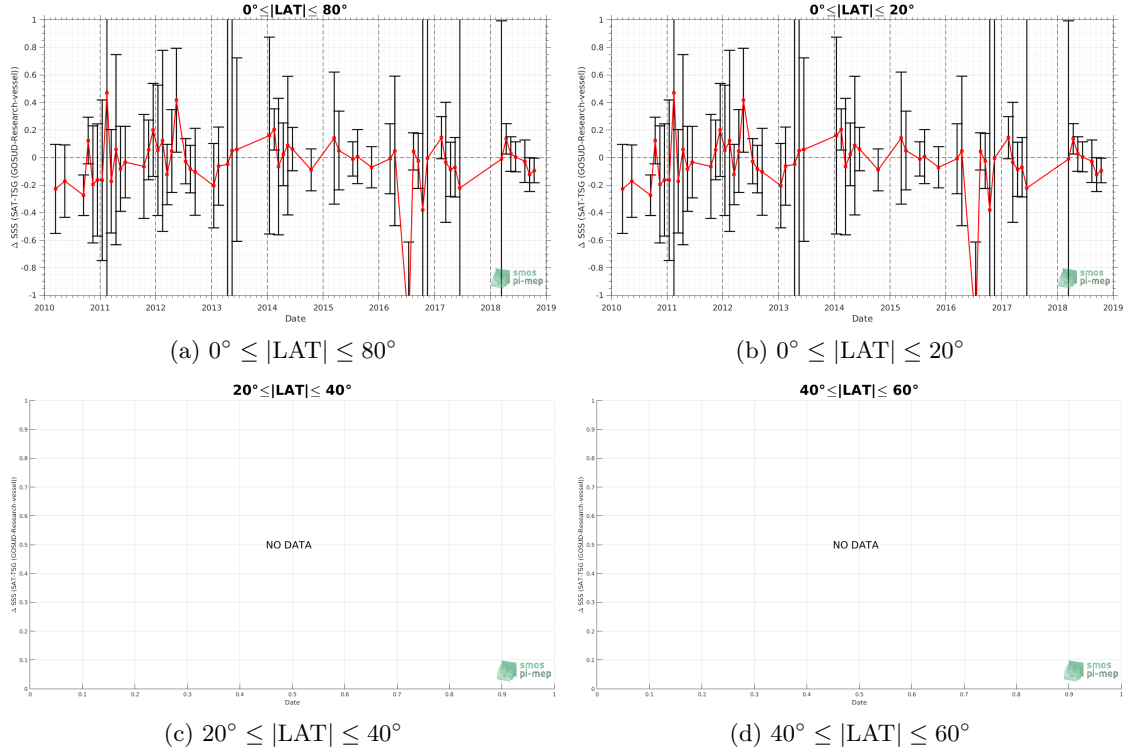 0°≤|LAT|≤ 80°
Δ SSS (SAT-TSG (GOSUD-Research-vessel))
1
0.8
0.6
0.4
0.2
0
-0.2
-0.4
-0.6
-0.8
-1
2010 2011 2012 2013 2014 2015 2016 2017 2018 2019
Date
smos
pi-mep
(a) 0° ≤ |LAT| ≤ 80°
0°≤|LAT|≤ 20°
Δ SSS (SAT-TSG (GOSUD-Research-vessel))
1
0.8
0.6
0.4
0.2
0
-0.2
-0.4
-0.6
-0.8
-1
2010 2011 2012 2013 2014 2015 2016 2017 2018 2019
Date
smos
pi-mep
(b) 0° ≤ |LAT| ≤ 20°
20°≤|LAT|≤ 40°
Δ SSS (SAT-TSG (GOSUD-Research-vessel))
1
0.9
0.8
0.7
0.6
0.5
0.4
0.3
0.2
0.1
0
NO DATA
0 0.1 0.2 0.3 0.4 0.5 0.6 0.7 0.8 0.9 1
Date
smos
pi-mep
(c) 20° ≤ |LAT| ≤ 40°
40°≤|LAT|≤ 60°
Δ SSS (SAT-TSG (GOSUD-Research-vessel))
1
0.9
0.8
0.7
0.6
0.5
0.4
0.3
0.2
0.1
0
NO DATA
0 0.1 0.2 0.3 0.4 0.5 0.6 0.7 0.8 0.9 1
Date
smos
pi-mep
(d) 40° ≤ |LAT| ≤ 60°